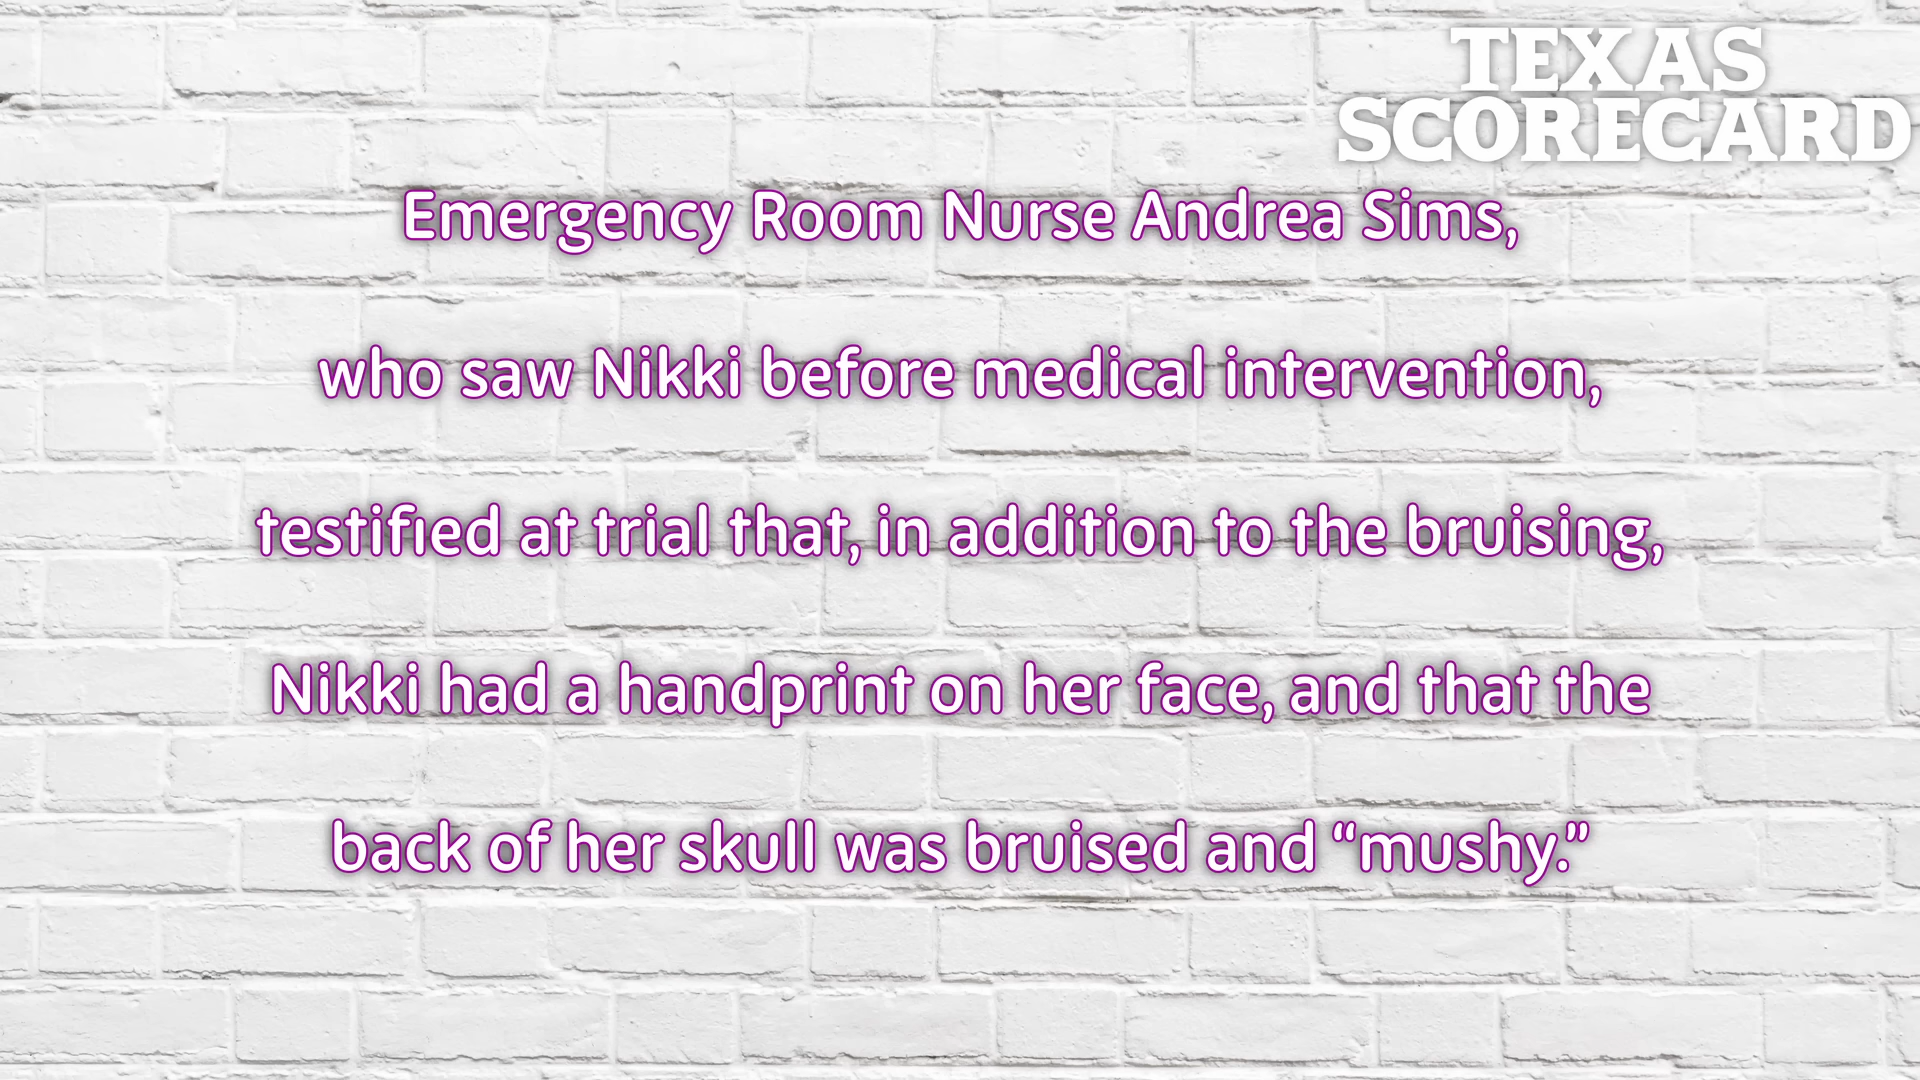 TEXAS
SCORECARD
Emergency Room Nurse Andrea Sims,
who saw Nikki before medical intervention,
testified at trial that, in addition to the bruising,
Nikki had a handprint on her face, and that the
back of her skull was bruised and “mushy.”